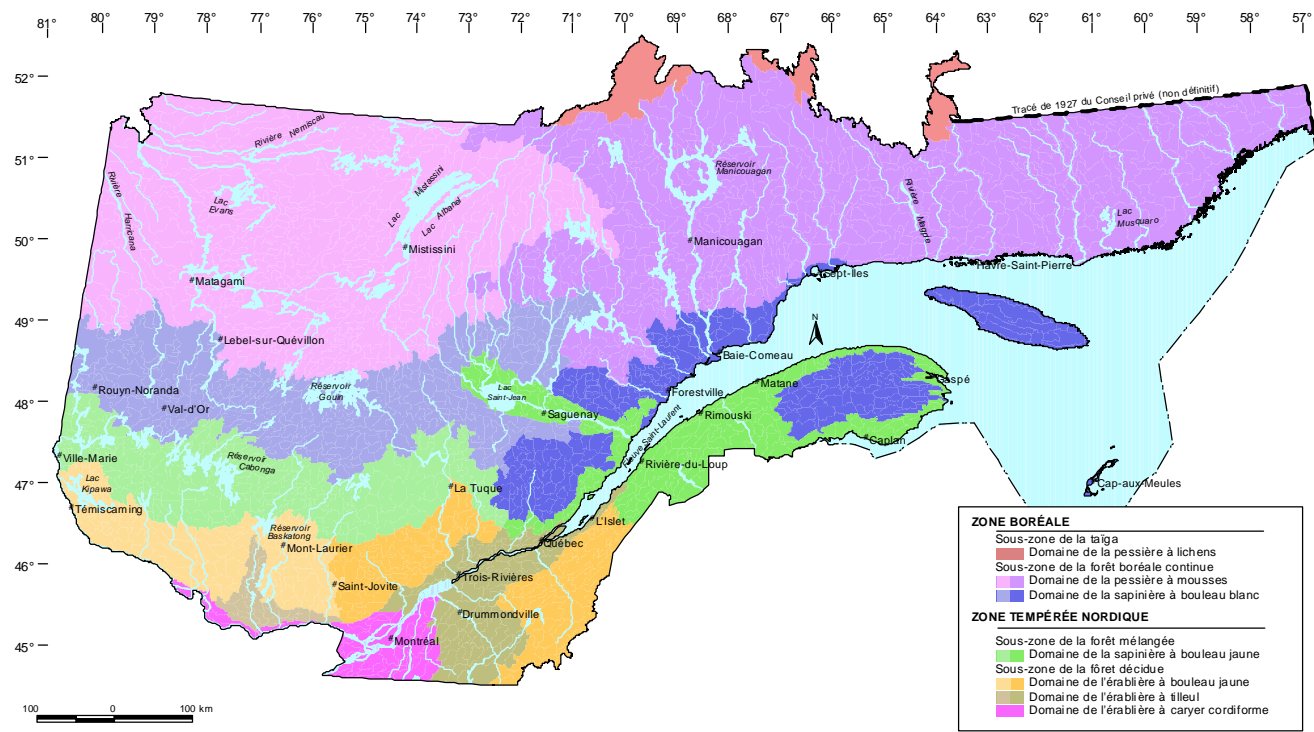 81° 80° 79° 78° 77° 76° 75° 74° 73° 72° 71° 70° 69° 68° 67° 66° 65° 64° 63° 62° 61° 60° 59° 58° 57°
52°
Tracé de 1927 du Conseil privé (non définitif)
Rivière Nemiscau
51°
Réservoir
Manicouagan
Rivière Harricana
Lac Mistassini
Lac
Evans
Lac Albanel
Rivière Magpie
Lac
Musquaro
50°
Manicouagan
Mistissini
Havre-Saint-Pierre
Sept-Iles
Matagami
49°
N
Lebel-sur-Quévillon
Baie-Comeau
Rouyn-Noranda
Réservoir
Gouin
Lac
Saint-Jean
Forestville
Matane
Gaspé
48°
Val-d'Or
Saguenay
Rimouski
Fleuve Saint-Laurent
Caplan
Ville-Marie
Réservoir
Cabonga
Rivière-du-Loup
47°
Lac
Kipawa
La Tuque
Cap-aux-Meules
Témiscaming
Réservoir
Baskatong
L'Islet
Mont-Laurier
Québec
46°
Saint-Jovite
Trois-Rivières
Drummondville
45°
Montréal
100 0 100 km
ZONE BORÉALE
Sous-zone de la taïga
Domaine de la pessière à lichens
Sous-zone de la forêt boréale continue
Domaine de la pessière à mousses
Domaine de la sapinière à bouleau blanc
ZONE TEMPÉRÉE NORDIQUE
Sous-zone de la forêt mélangée
Domaine de la sapinière à bouleau jaune
Sous-zone de la fôret décidue
Domaine de l'érablière à bouleau jaune
Domaine de l'érablière à tilleul
Domaine de l'érablière à caryer cordiforme